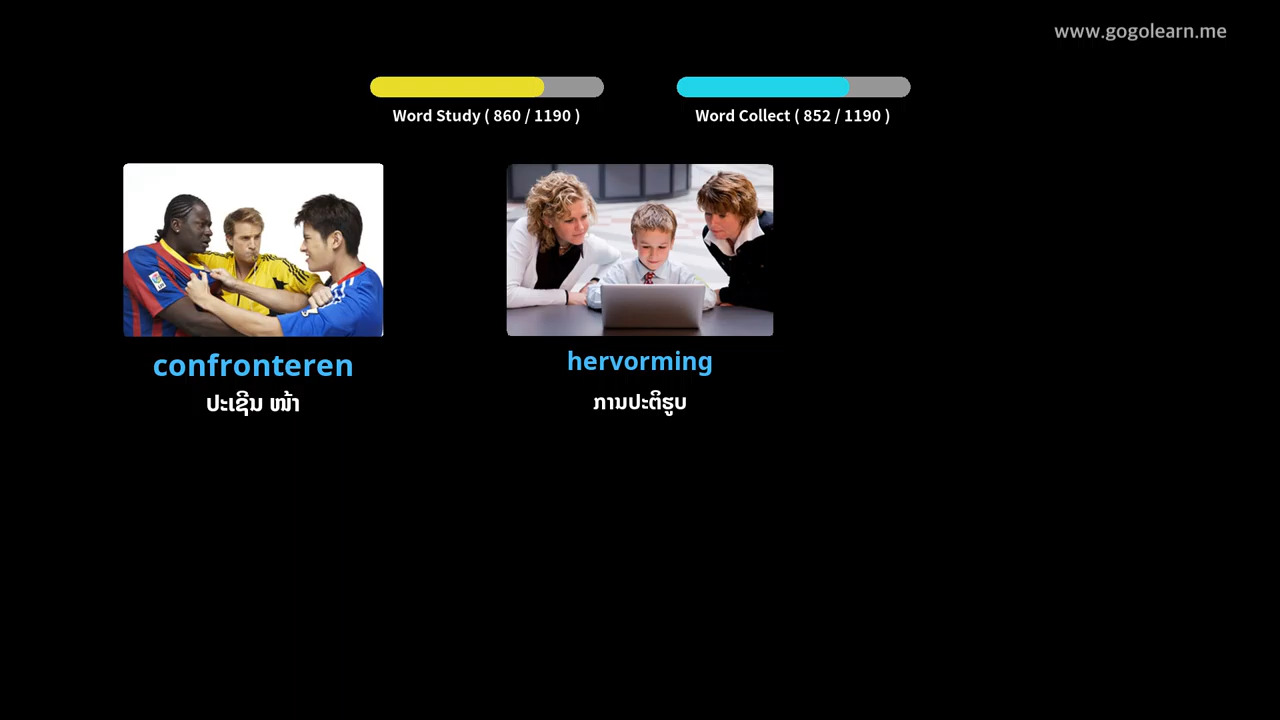 www.gogolearn.me
Word Study ( 860 / 1190 )
Word Collect ( 852 / 1190 )
confronteren
ປະເຊີນ ໜ້າ
hervorming
ການປະຕິຮູບ